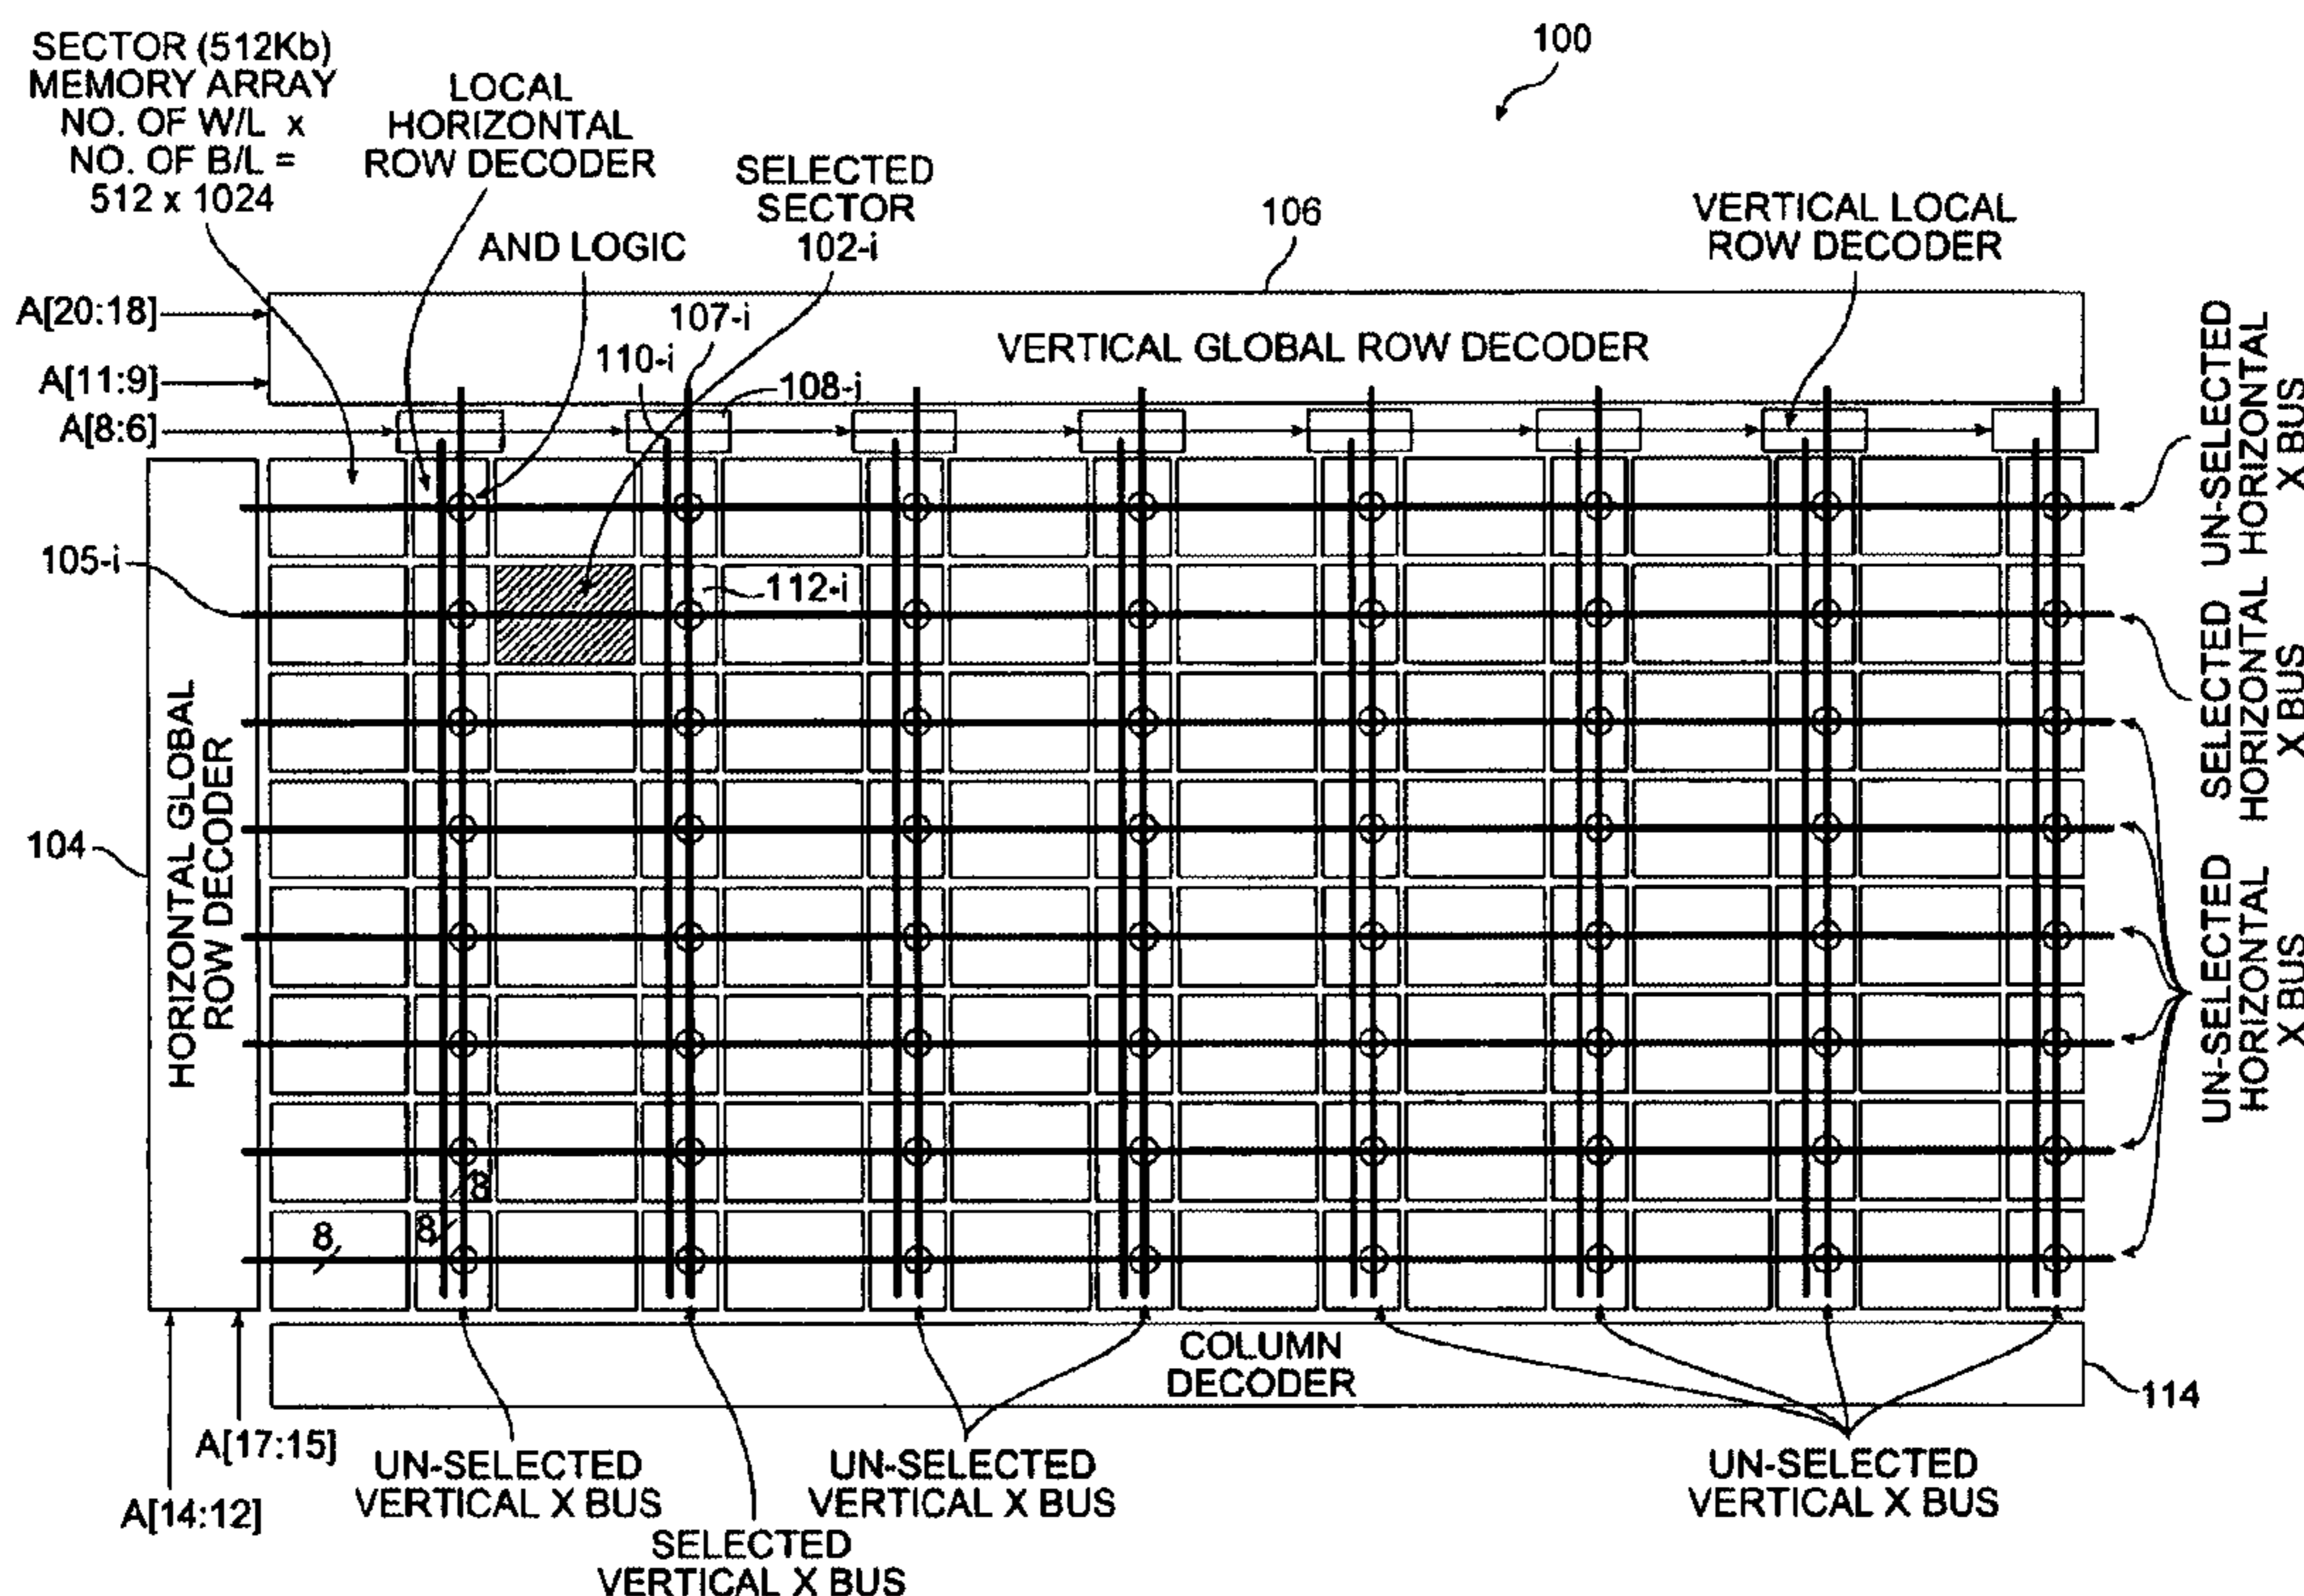 100
SECTOR (512Kb)
MEMORY ARRAY
NO. OF W/L x
NO. OF B/L =
512 x 1024
LOCAL
HORIZONTAL
ROW DECODER
AND LOGIC
SELECTED
SECTOR
102-i
106
VERTICAL LOCAL
ROW DECODER
A[20:18]
A[11:9]
A[8:6]
107-i
110-i
108-i
VERTICAL GLOBAL ROW DECODER
UN-SELECTED
HORIZONTAL
X BUS
105-i
112-i
SELECTED
HORIZONTAL
X BUS
104
HORIZONTAL GLOBAL
ROW DECODER
UN-SELECTED
HORIZONTAL
X BUS
8
8
8
COLUMN
DECODER
114
A[17:15]
A[14:12]
UN-SELECTED
VERTICAL X BUS
SELECTED
VERTICAL X BUS
UN-SELECTED
VERTICAL X BUS
UN-SELECTED
VERTICAL X BUS